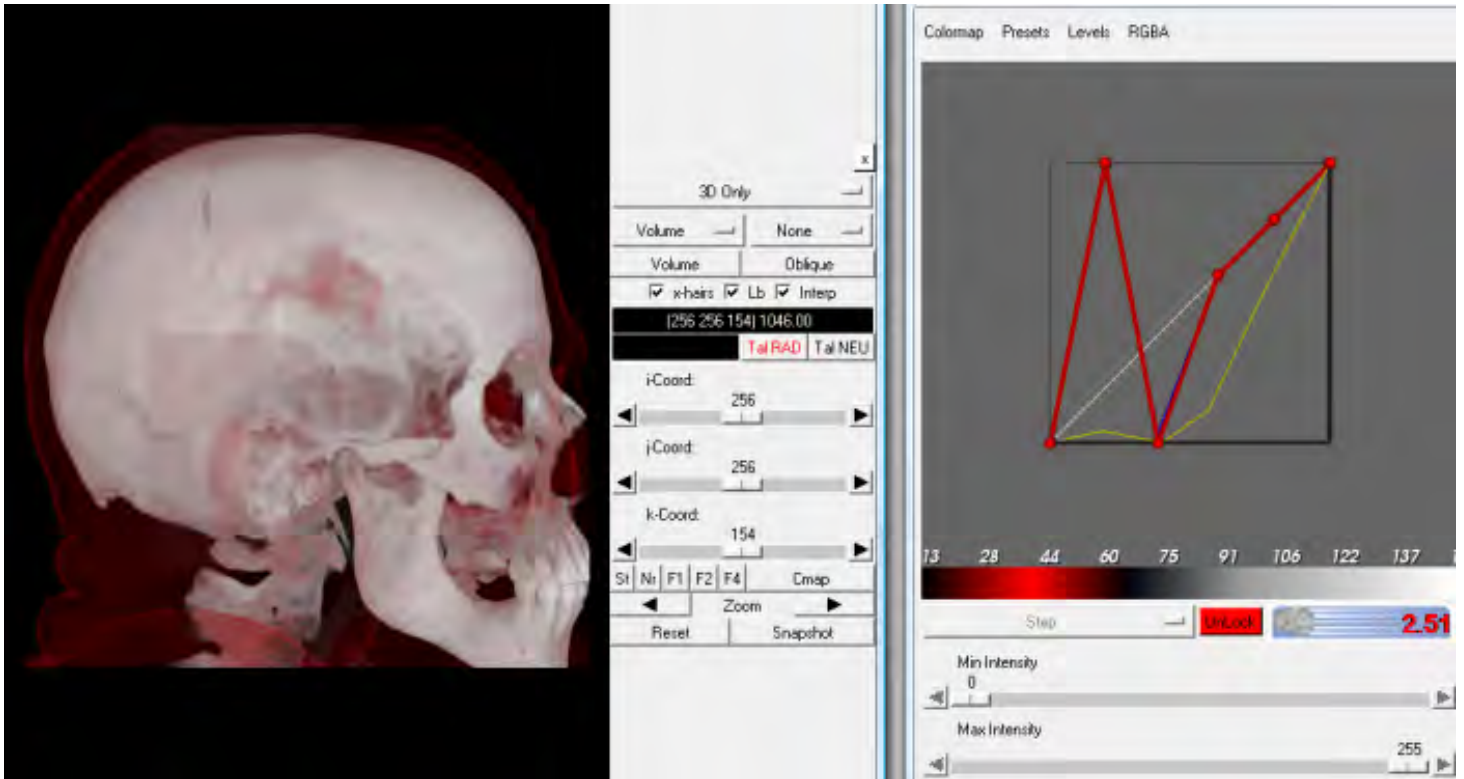 x
3D Only
Volume None
Volume Oblique
x-hairs Lb Interp
(256 256 154) 1046.00
Tal RAD Tal NEU
i-Coord:
256
j-Coord:
256
k-Coord:
154
St Ns F1 F2 F4 Cmap
Zoom
Reset Snapshot
Colormap Presets Levels RGBA
13 28 44 60 75 91 106 122 137
Step UnLock 2.51
Min Intensity
0
Max Intensity
255